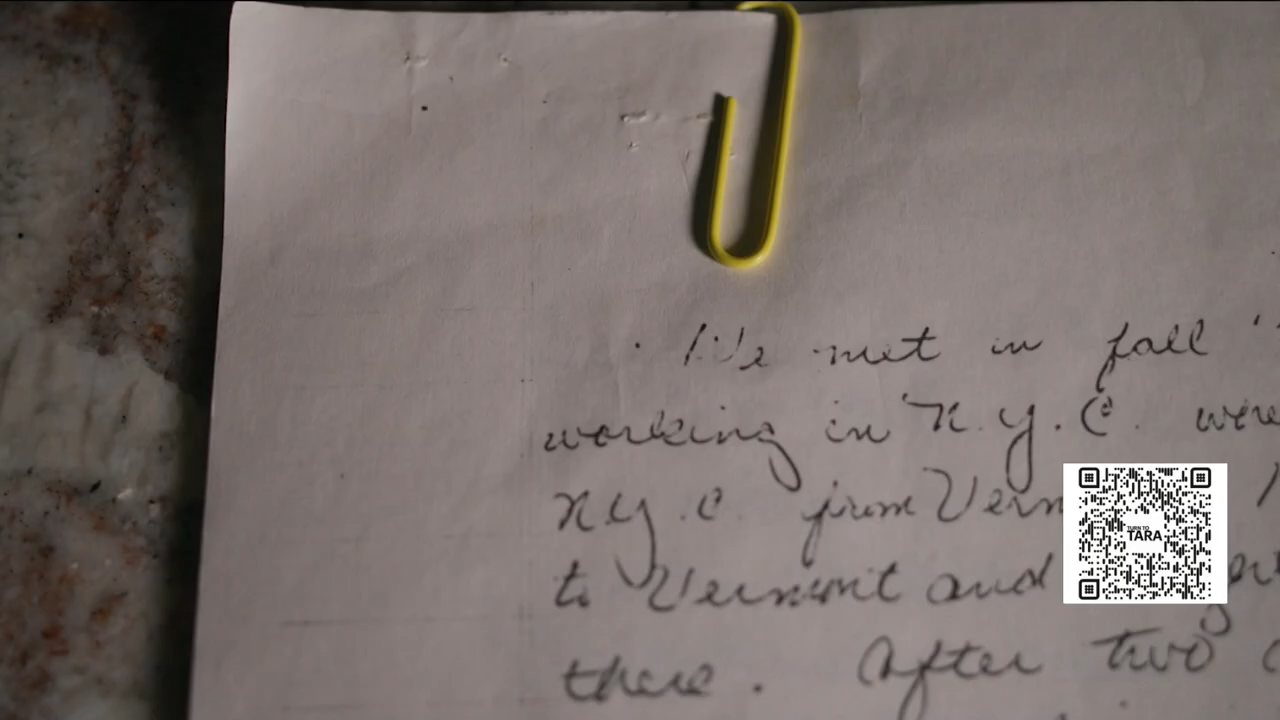 We met in fall '
working in N.Y.C. were
N.Y.C. from Verm
to Vermont and
there. After two
TURN TO
TARA